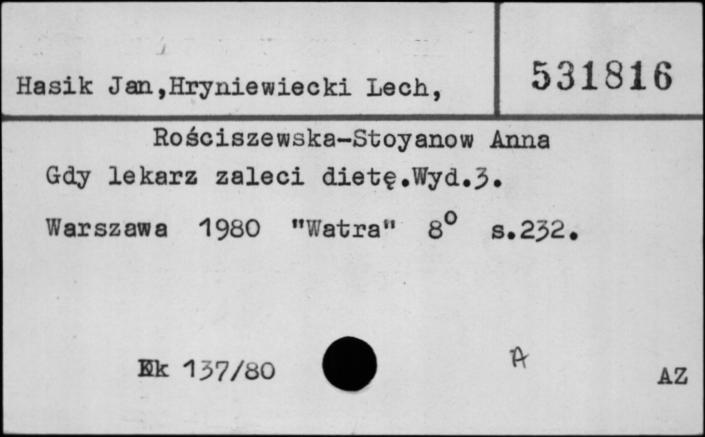 Hasik Jan,Hryniewiecki Lech,
531816
Rościszewska-Stoyanow Anna
Gdy lekarz zaleci dietę.Wyd.3.
Warszawa 1980 "Watra" 8° s.232.
Dk 137/80
A
AZ